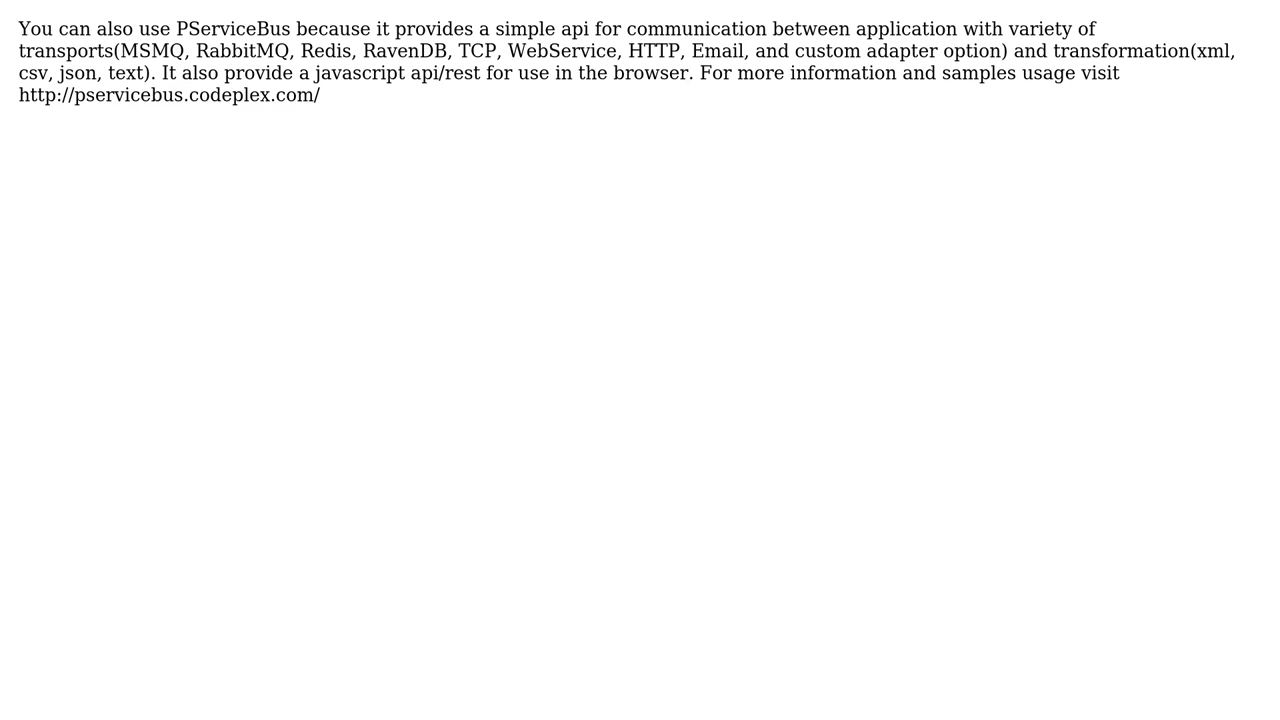 You can also use PServiceBus because it provides a simple api for communication between application with variety of
transports(MSMQ, RabbitMQ, Redis, RavenDB, TCP, WebService, HTTP, Email, and custom adapter option) and transformation(xml,
csv, json, text). It also provide a javascript api/rest for use in the browser. For more information and samples usage visit
http://pservicebus.codeplex.com/